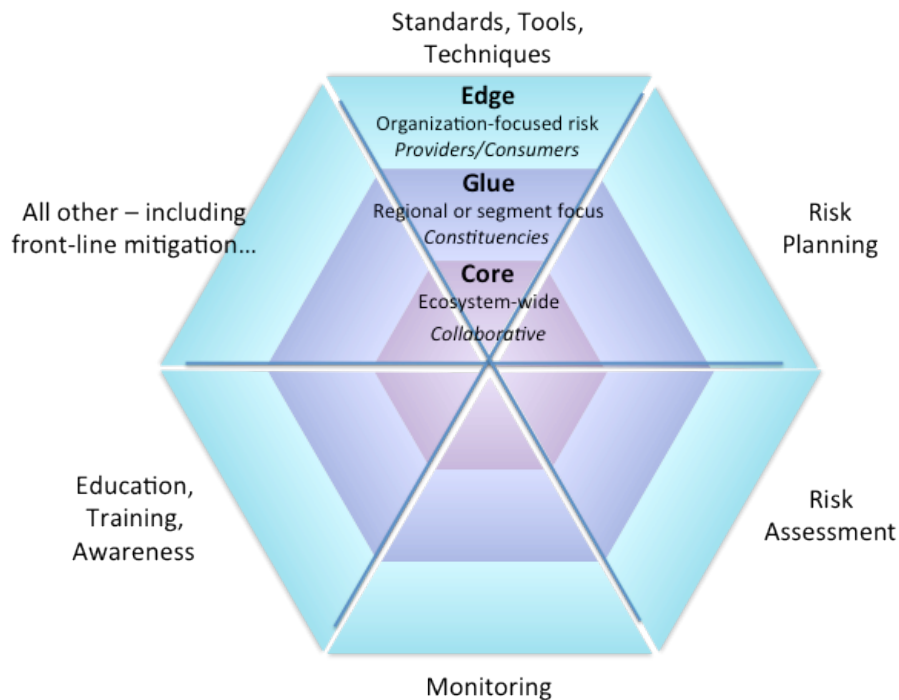 Standards, Tools,
Techniques
Edge
Organization-focused risk
Providers/Consumers
Glue
Regional or segment focus
Constituencies
Core
Ecosystem-wide
Collaborative
All other – including
front-line mitigation...
Risk
Planning
Education,
Training,
Awareness
Risk
Assessment
Monitoring